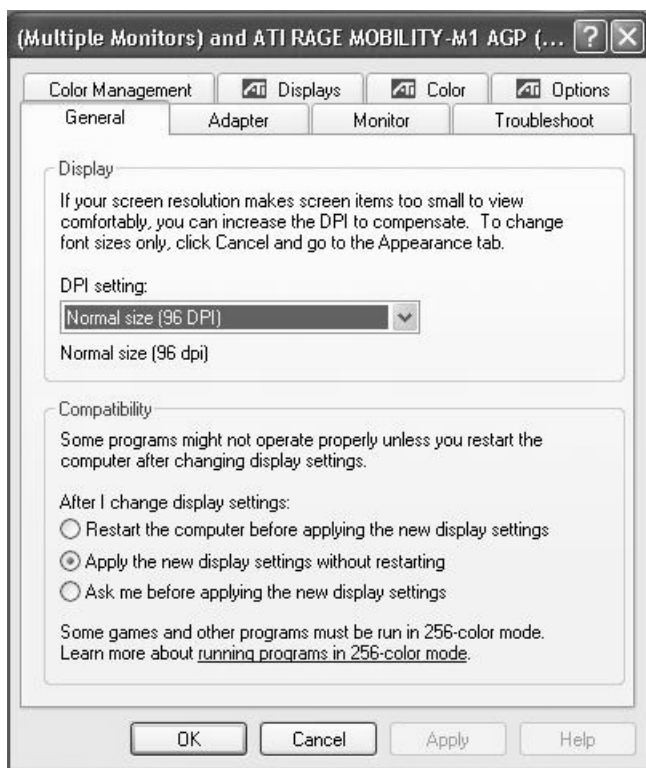 (Multiple Monitors) and ATI RAGE MOBILITY-M1 AGP (... ? X
Color Management ATI Displays ATI Color ATI Options
General Adapter Monitor Troubleshoot
Display
If your screen resolution makes screen items too small to view
comfortably, you can increase the DPI to compensate. To change
font sizes only, click Cancel and go to the Appearance tab.
DPI setting:
Normal size (96 DPI)
Normal size (96 dpi)
Compatibility
Some programs might not operate properly unless you restart the
computer after changing display settings.
After I change display settings:
Restart the computer before applying the new display settings
Apply the new display settings without restarting
Ask me before applying the new display settings
Some games and other programs must be run in 256-color mode.
Learn more about running programs in 256-color mode.
OK Cancel Apply Help